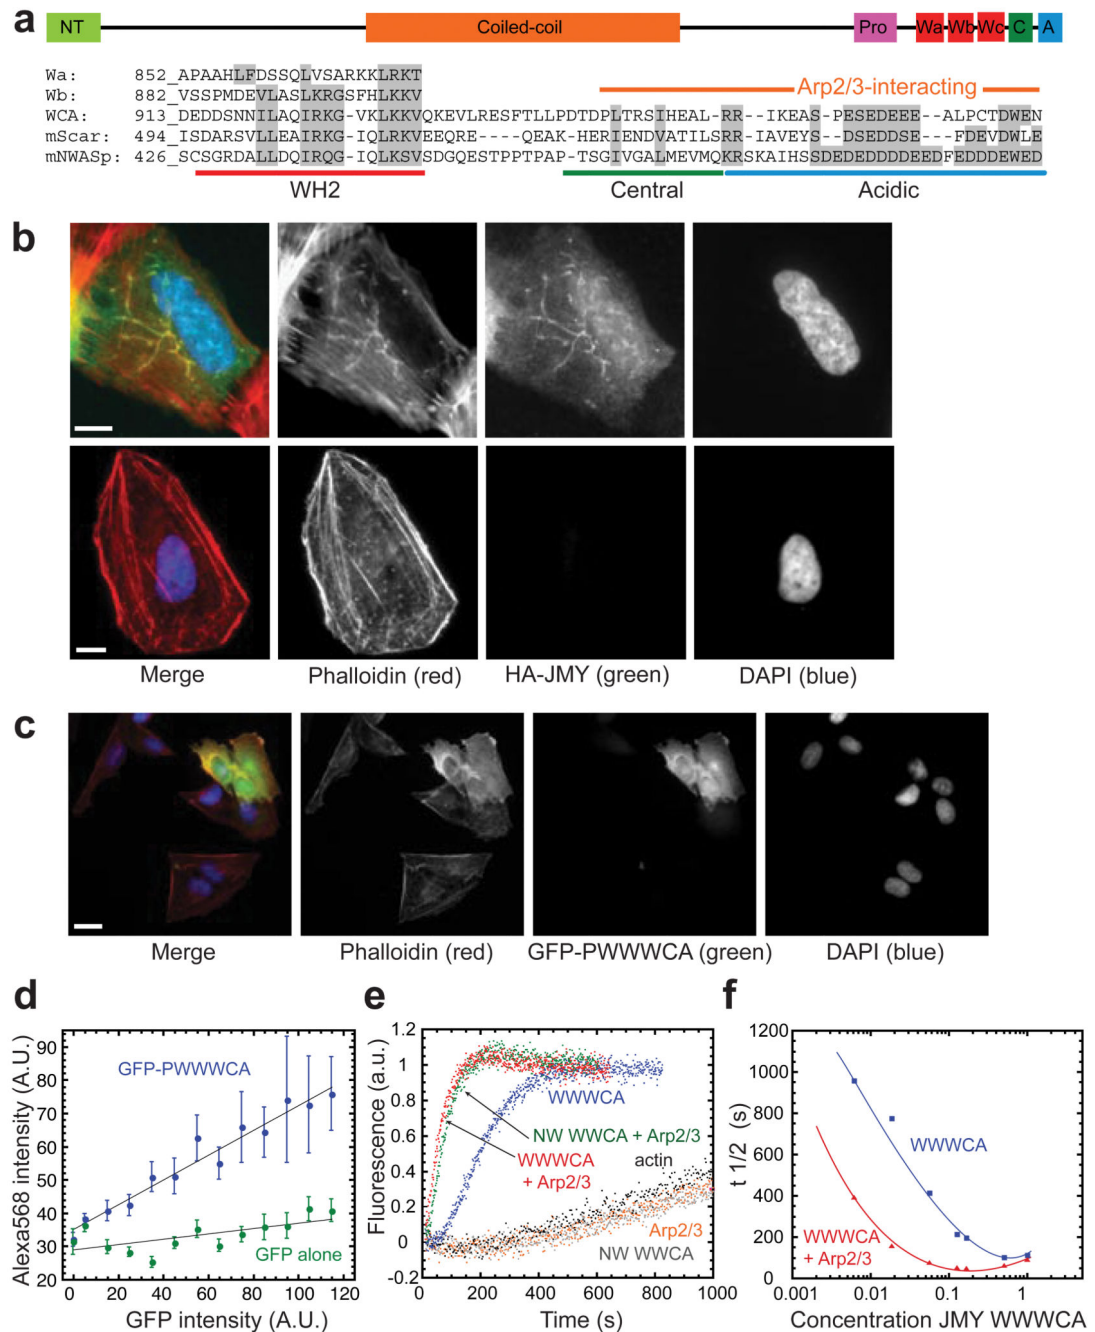 a
NT Coiled-coil Pro Wa Wb Wc C A
Arp2/3-interacting
Wa: 852_APAAHLFDSSQLVSARKKLRKT
Wb: 882_VSSPMDEVLASLKRGSFHLKKV
WCA: 913_DEDDSNNILAQIRKG-VKLKKVQKEVLRESFTLLPDTDPLTRSIHEAL-RR--IKEAS-PESEDEEE--ALPCTDWEN
mScar: 494_ISDARSVLLEAIRKG-IQLRKVEEQRE----QEAK-HERIENDVATILSRR--IAVEYS-DSEDDSE---FDEVDWLE
mNWASp: 426_SCSGRDALLDQIRQG-IQLKSVSDGQESTPPTPAP-TSGIVGALMEVMQKRSKAIHSSDEDEDDDDEEDFEDDDEWED
WH2 Central Acidic
b
Merge Phalloidin (red) HA-JMY (green) DAPI (blue)
c
Merge Phalloidin (red) GFP-PWWWCA (green) DAPI (blue)
d
Alexa568 intensity (A.U.)
90
80
70
60
50
40
30
20
GFP-PWWWCA
GFP alone
0 20 40 60 80 100 120
GFP intensity (A.U.)
e
Fluorescence (a.u.)
1.2
1
0.8
0.6
0.4
0.2
0
-0.2
WWWCA
NW WWCA + Arp2/3
WWWCA
+ Arp2/3
actin
Arp2/3
NW WWCA
0 200 400 600 800 1000
Time (s)
f
t 1/2 (s)
1200
1000
800
600
400
200
0
WWWCA
WWWCA
+ Arp2/3
0.001 0.01 0.1 1
Concentration JMY WWWCA